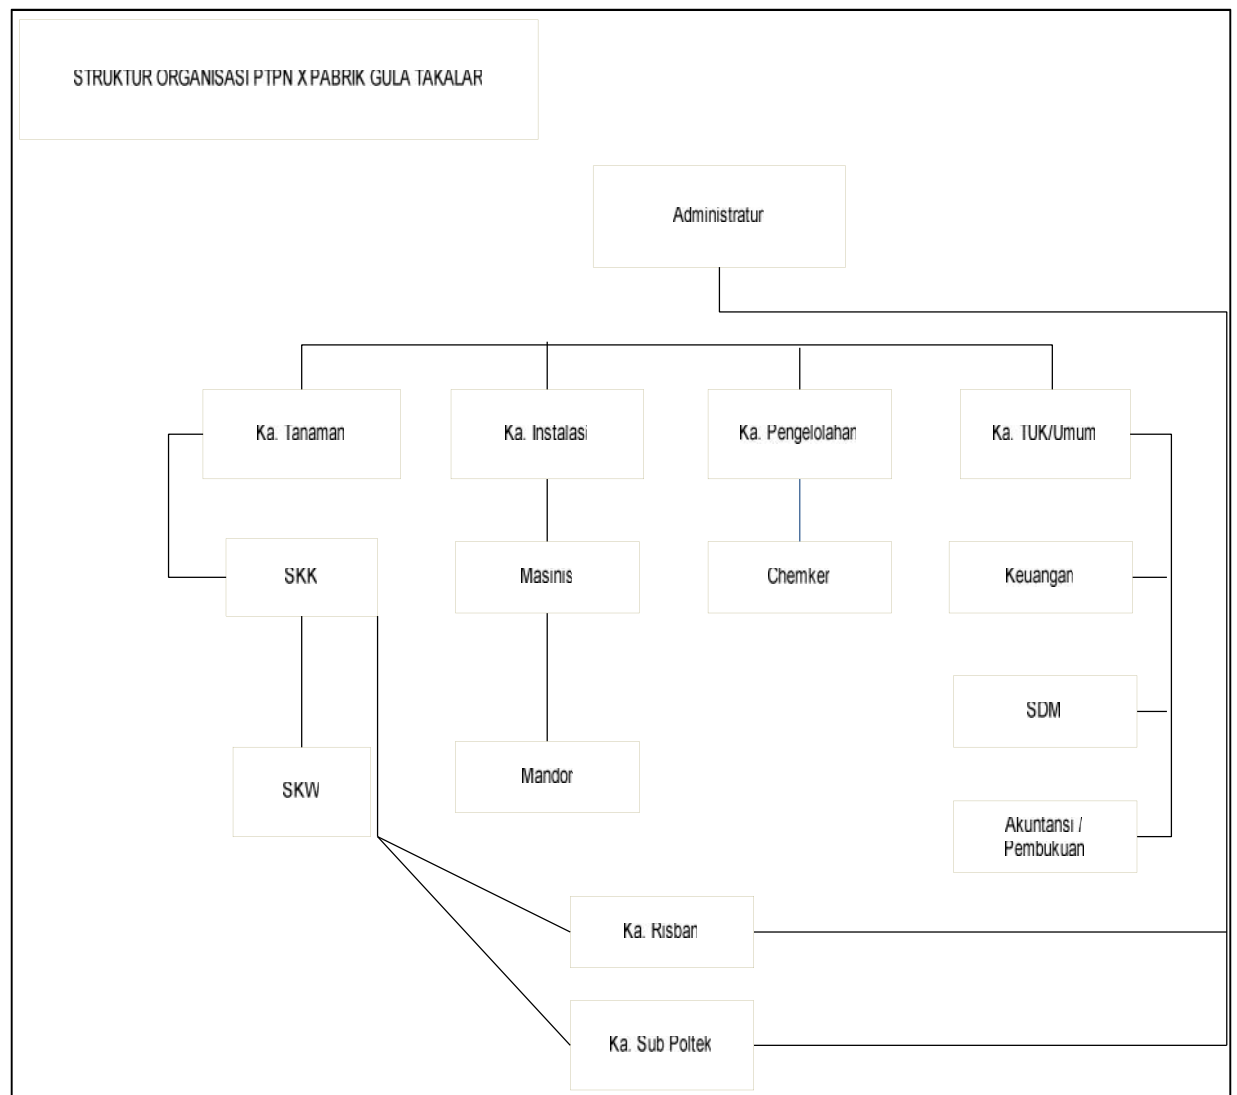 STRUKTUR ORGANISASI PTPN X PABRIK GULA TAKALAR
Administratur
Ka. Tanaman
Ka. Instalasi
Ka. Pengelolahan
Ka. TUK/Umum
SKK
Masinis
Chemker
Keuangan
SDM
SKW
Mandor
Akuntansi /
Pembukuan
Ka. Risban
Ka. Sub Poltek